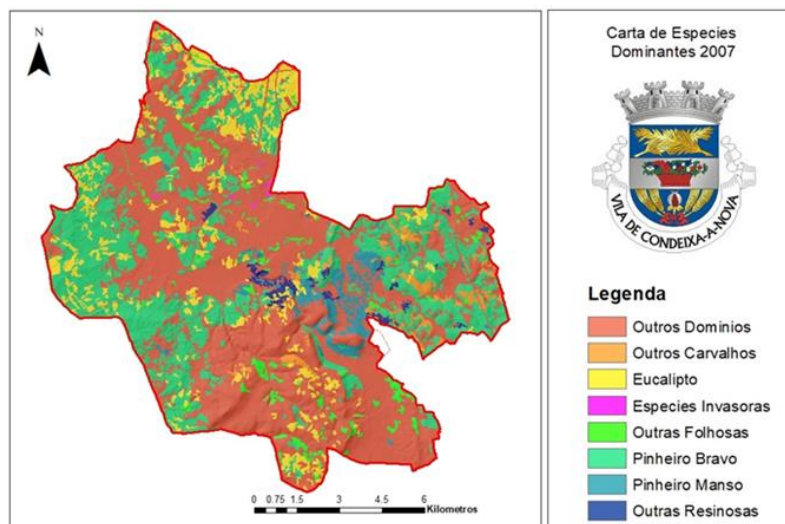 N
Carta de Especies
Dominantes 2007
VILA DE CONDEIXA-A-NOVA
Legenda
Outros Dominios
Outros Carvalhos
Eucalipto
Especies Invasoras
Outras Folhosas
Pinheiro Bravo
Pinheiro Manso
Outras Resinosas
0 0.75 1.5 3 4.5 6
Kilometros